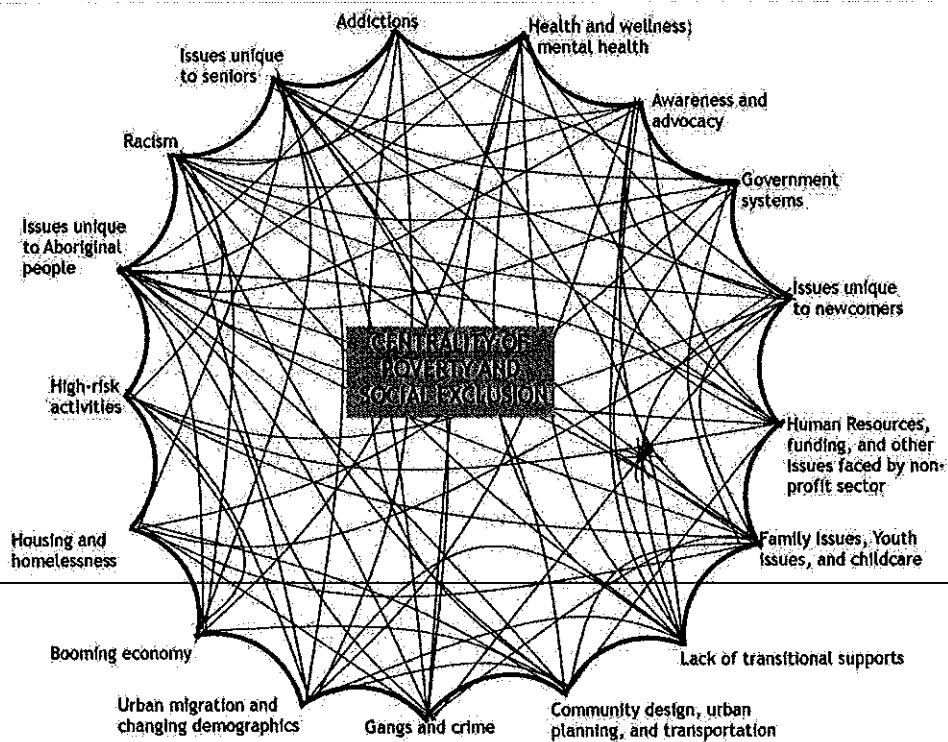 Addictions
Health and wellness;
mental health
Awareness and
advocacy
Government
systems
Issues unique
to newcomers
Human Resources,
funding, and other
issues faced by non-
profit sector
Family Issues, Youth
Issues, and childcare
Lack of transitional supports
Community design, urban
planning, and transportation
Gangs and crime
Urban migration and
changing demographics
Booming economy
Housing and
homelessness
High-risk
activities
Issues unique
to Aboriginal
people
Racism
Issues unique
to seniors
CENTRALITY OF
POVERTY AND
SOCIAL EXCLUSION